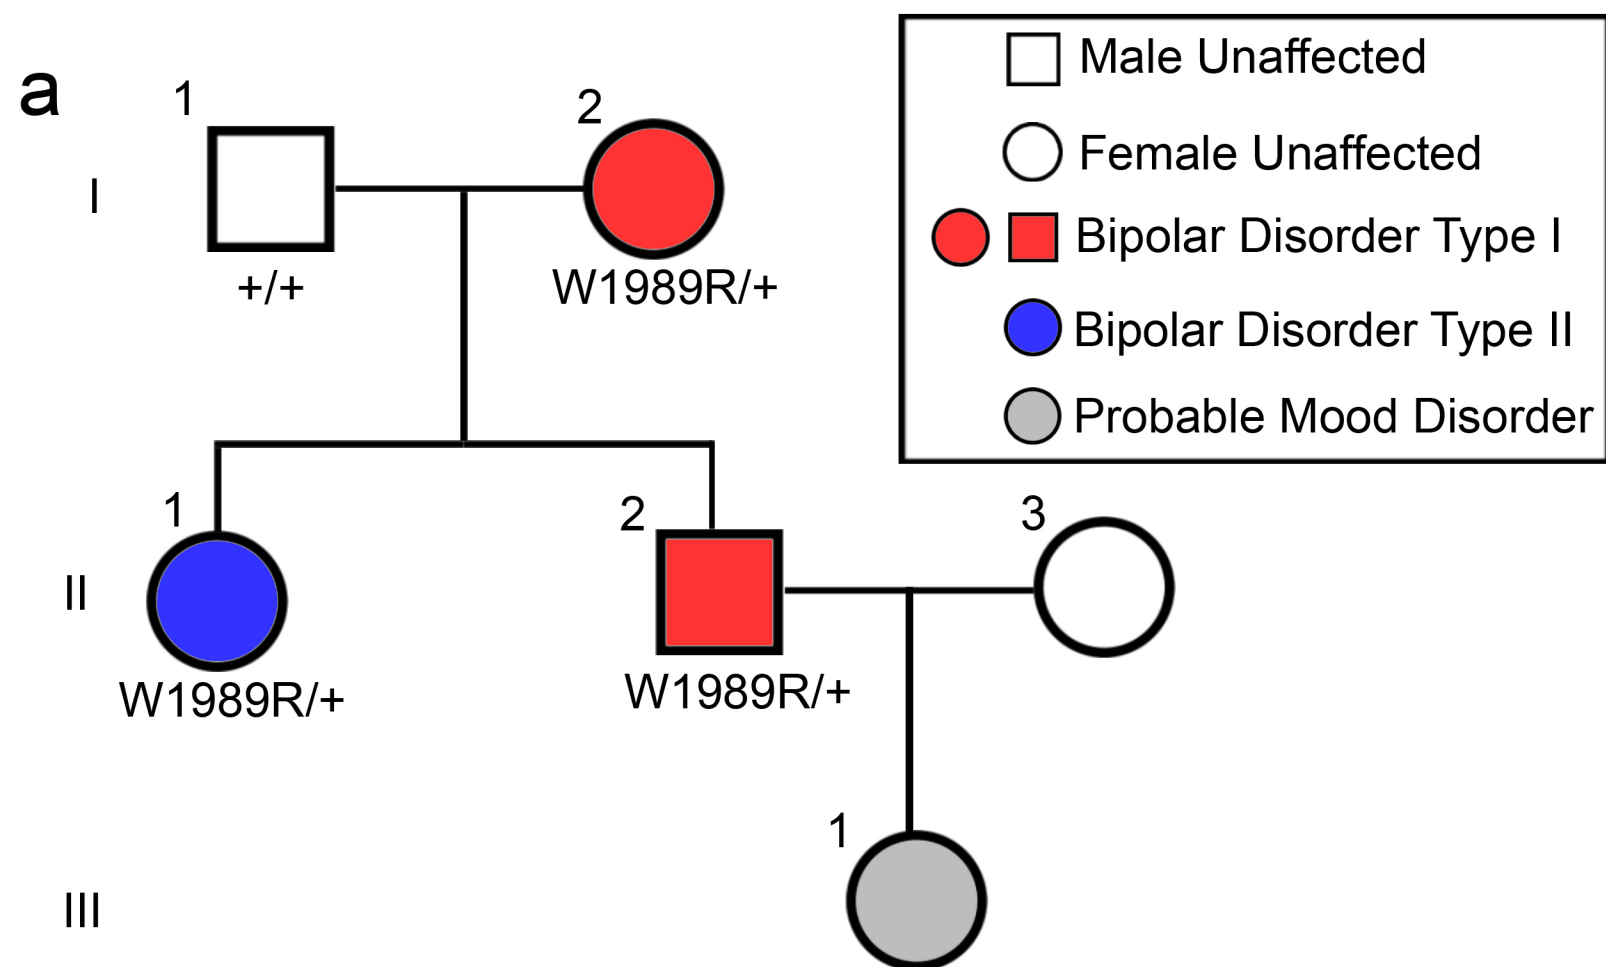 a
1
2
I
+/+
W1989R/+
Male Unaffected
Female Unaffected
Bipolar Disorder Type I
Bipolar Disorder Type II
Probable Mood Disorder
1
2
3
II
W1989R/+
W1989R/+
1
III